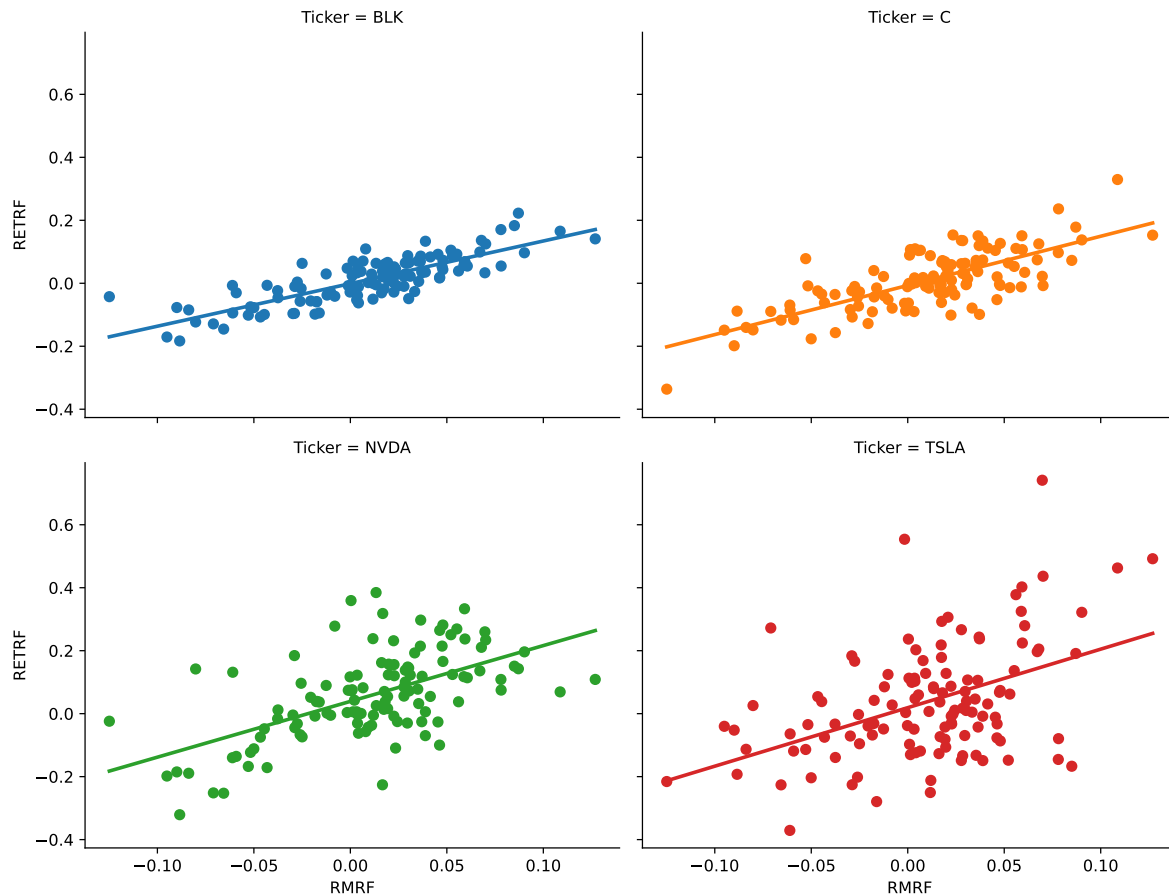 Ticker = BLK
Ticker = C
0.6
0.4
0.2
0.0
−0.2
−0.4
RETRF
Ticker = NVDA
Ticker = TSLA
0.6
0.4
0.2
0.0
−0.2
−0.4
RETRF
−0.10 −0.05 0.00 0.05 0.10
RMRF
−0.10 −0.05 0.00 0.05 0.10
RMRF